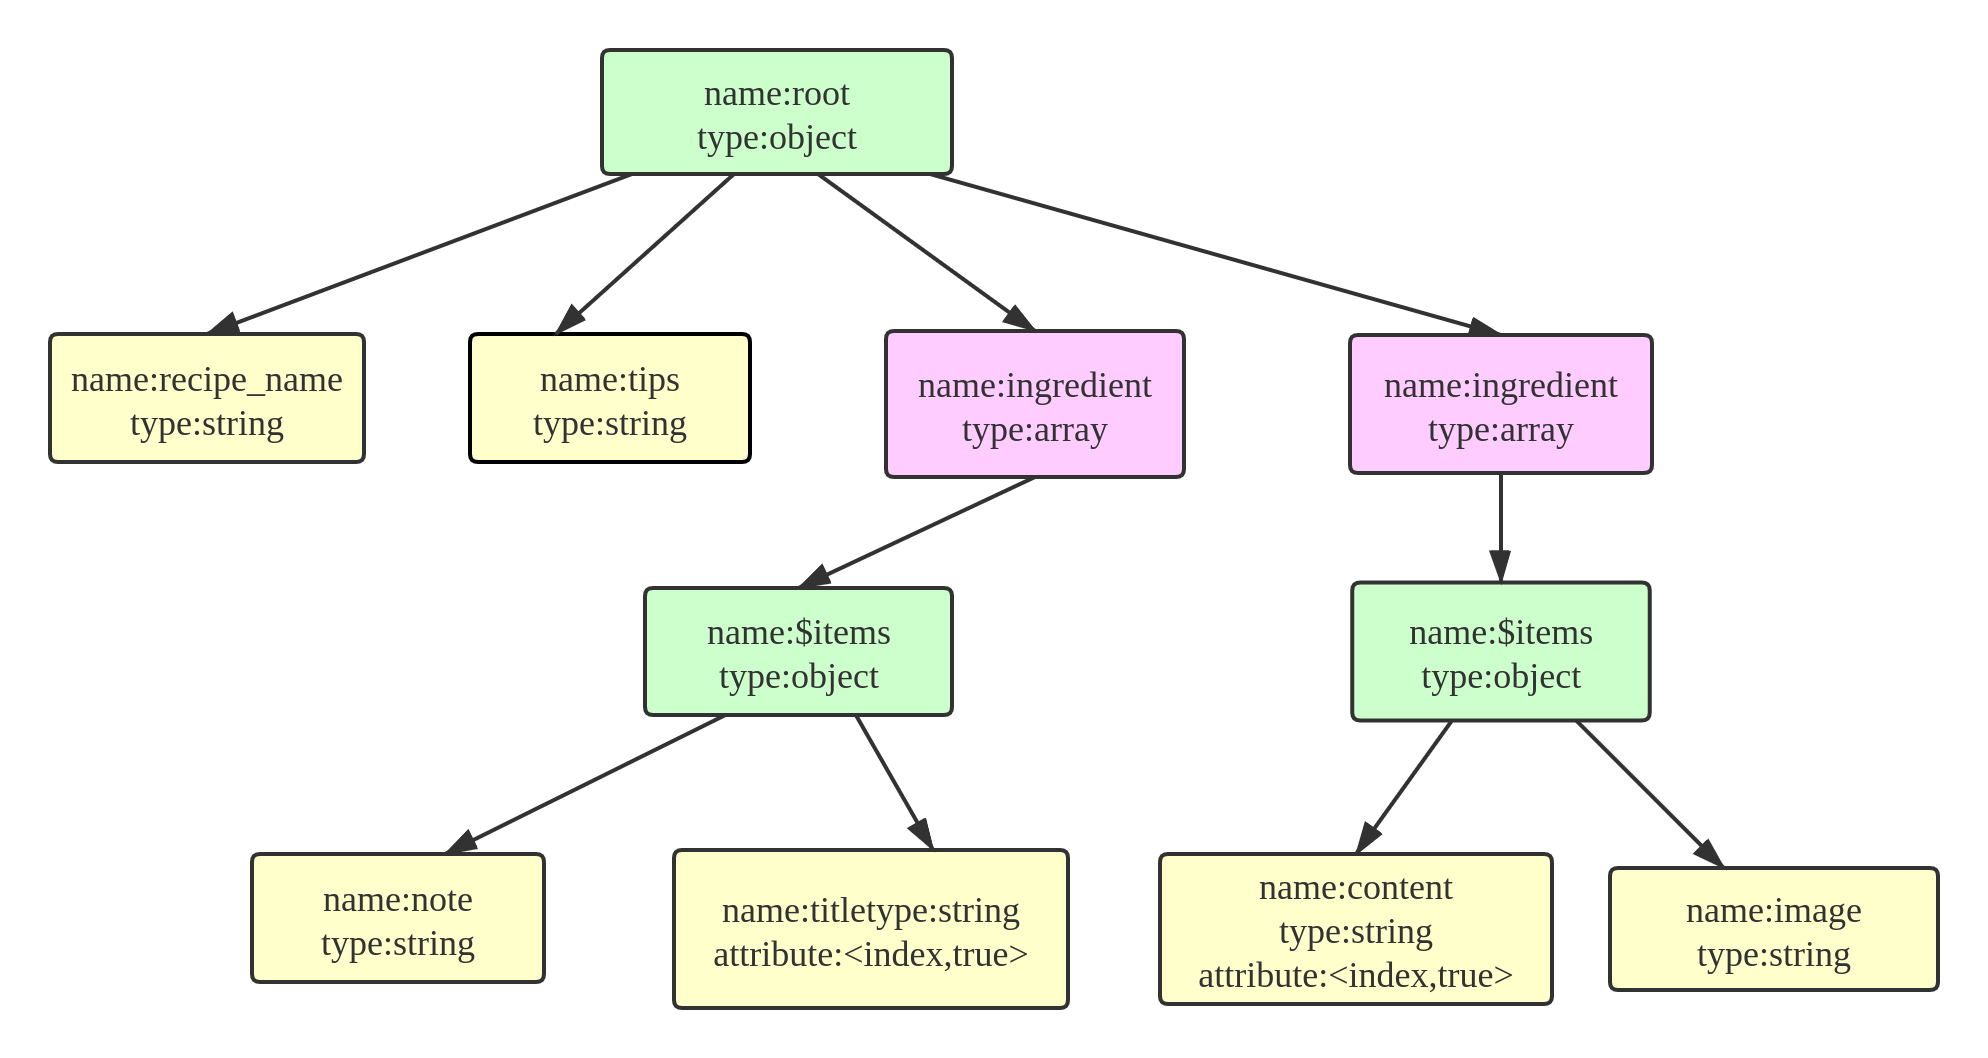 name:root
type:object
name:recipe_name
type:string
name:tips
type:string
name:ingredient
type:array
name:ingredient
type:array
name:$items
type:object
name:$items
type:object
name:note
type:string
name:titletype:string
attribute:<index,true>
name:content
type:string
attribute:<index,true>
name:image
type:string